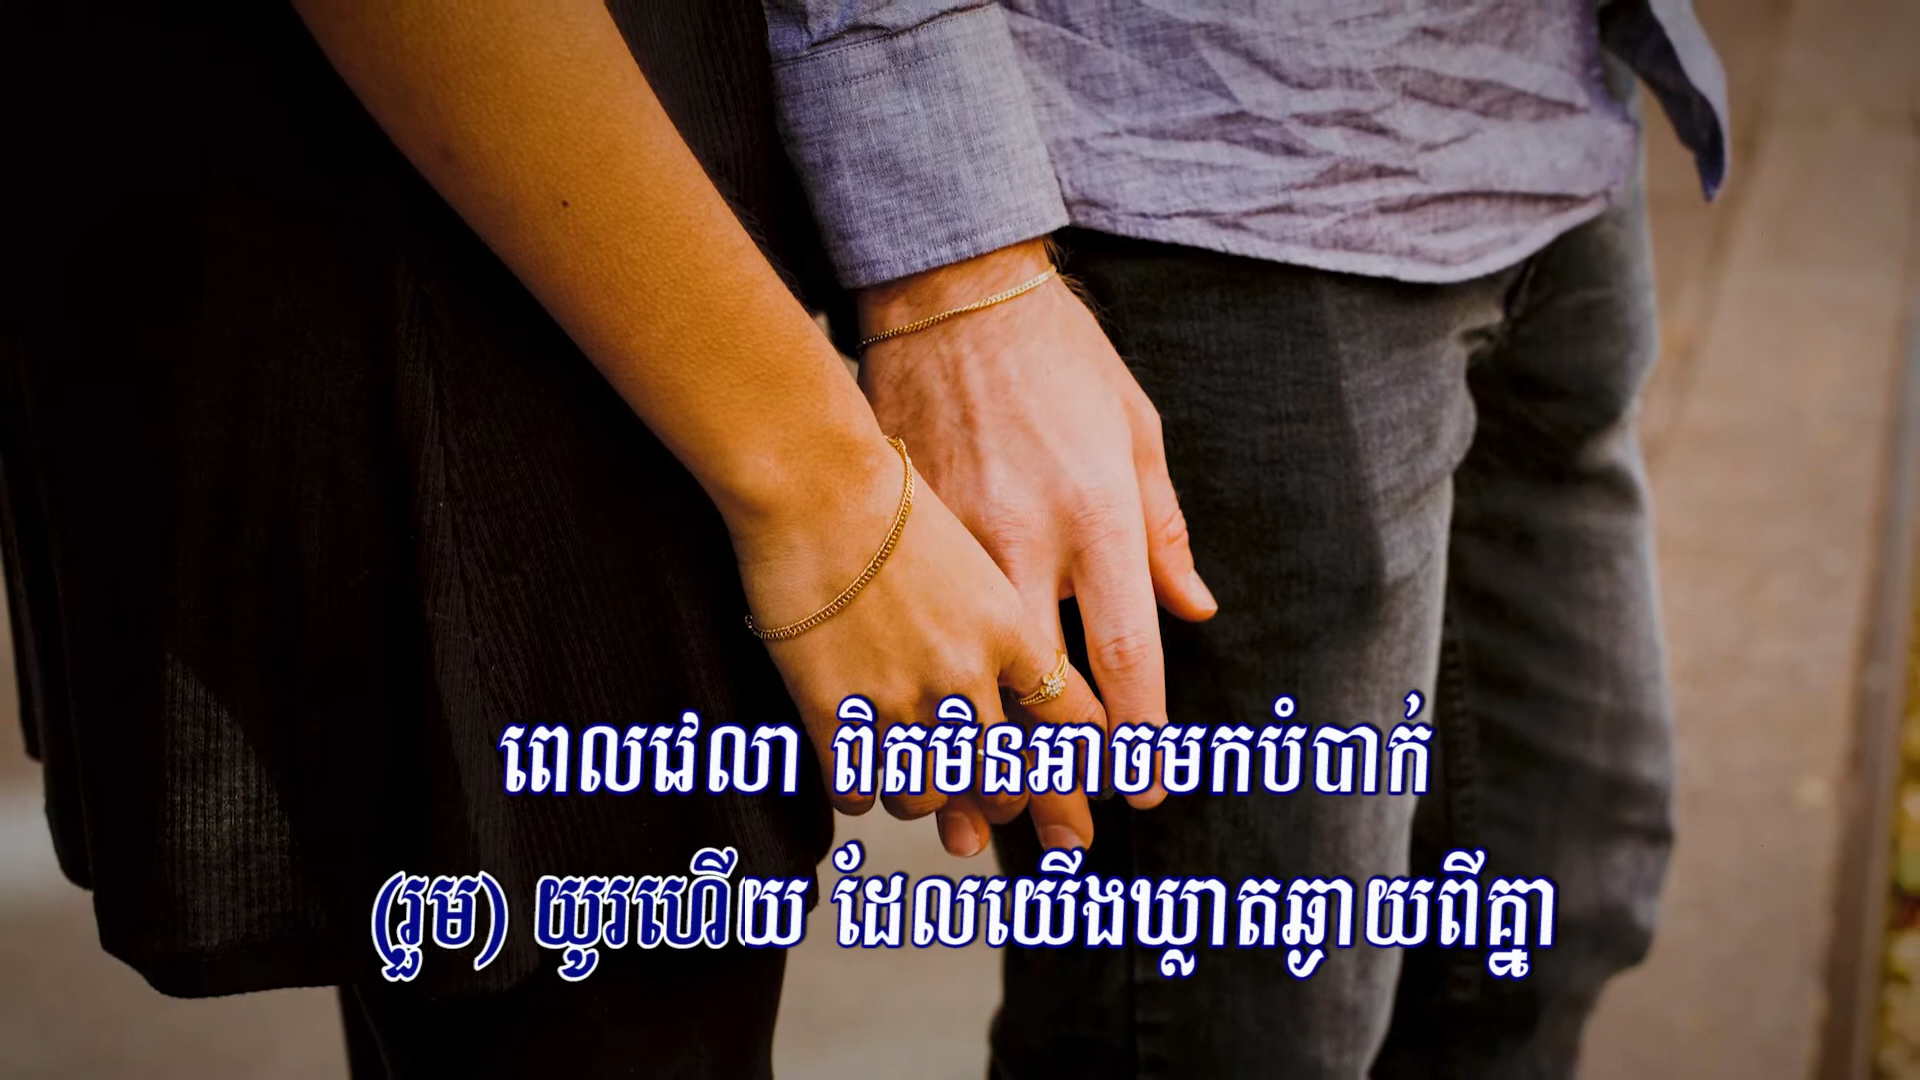 ពេលវេលា ពិតមិនអាចមកបំបាក់
(រួម) យូរហើយ ដែលយើងឃ្លាតឆ្ងាយពីគ្នា